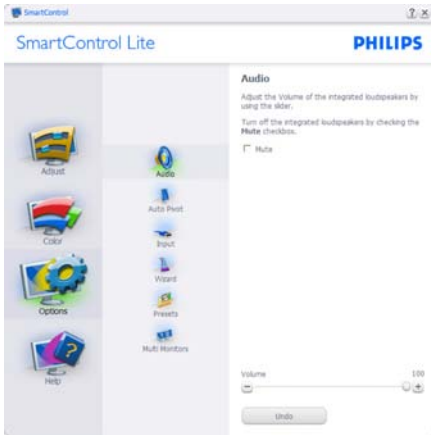 SmartControl
SmartControl Lite
PHILIPS
Adjust
Color
Options
Help
Audio
Auto Pivot
Input
Wizard
Presets
Multi Monitors
Audio
Adjust the Volume of the integrated loudspeakers by
using the slider.
Turn off the integrated loudspeakers by checking the
Mute checkbox.
Mute
Volume 100
Undo